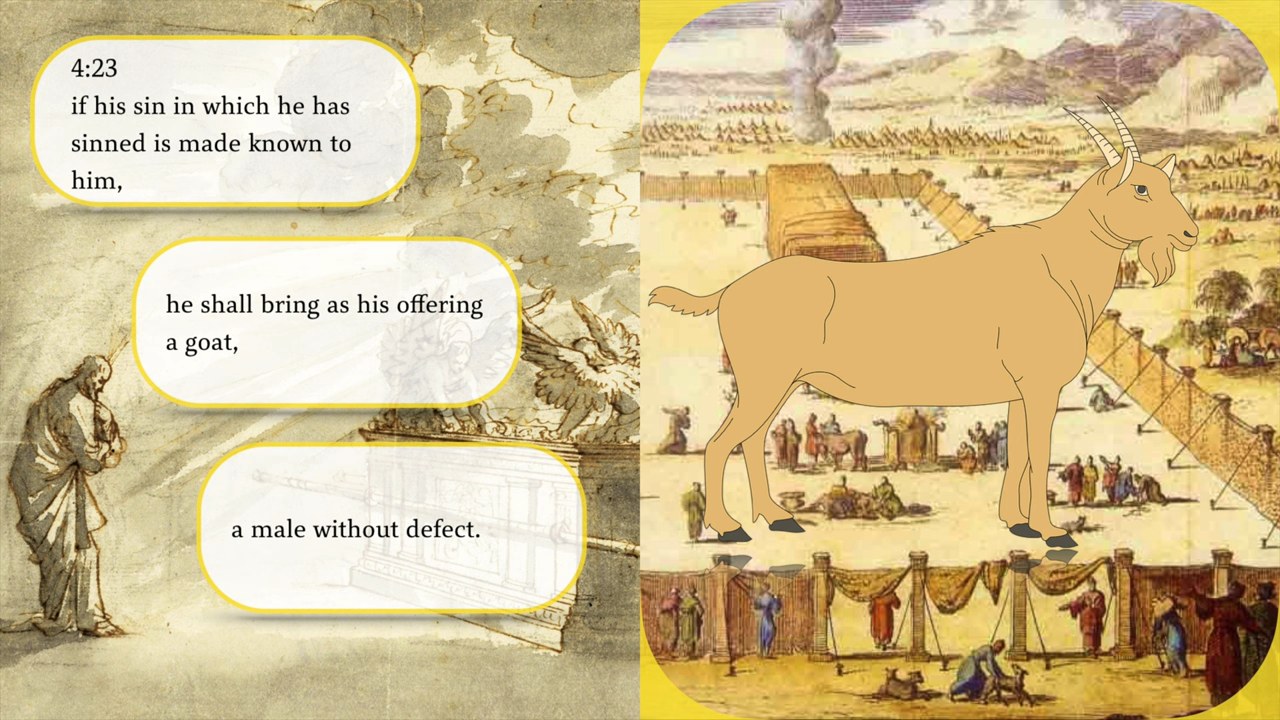 4:23
if his sin in which he has
sinned is made known to
him,
he shall bring as his offering
a goat,
a male without defect.